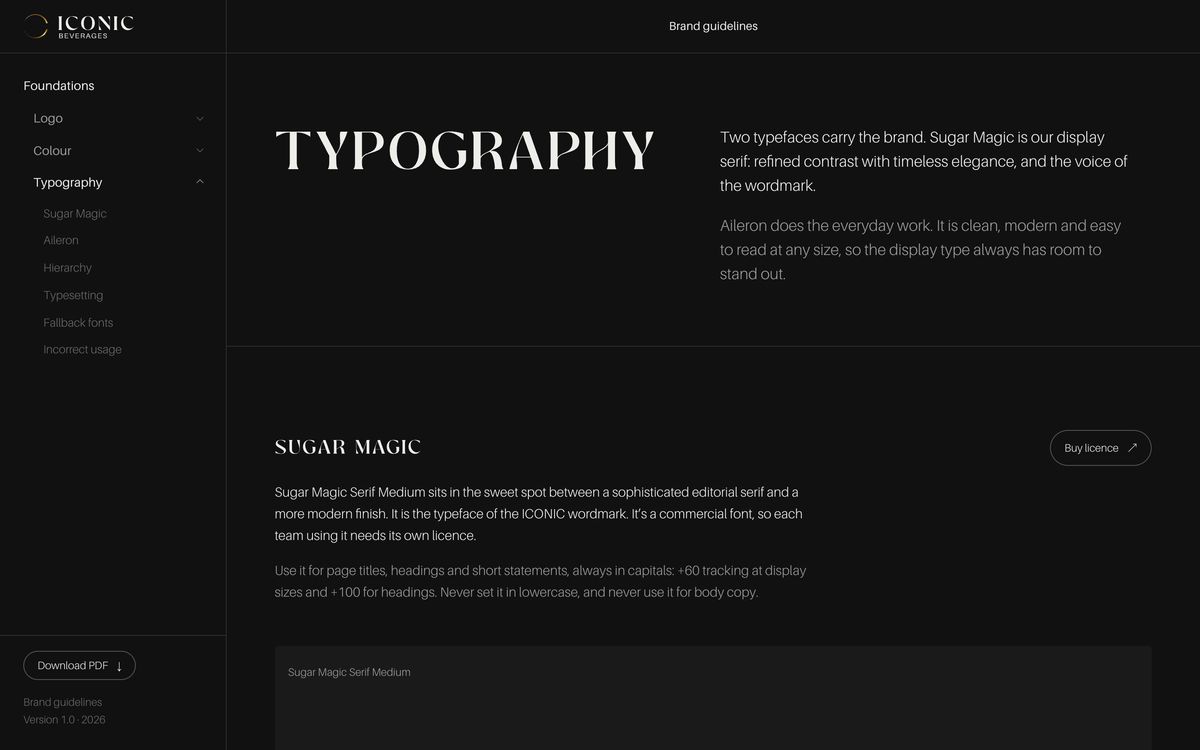 ICONIC
BEVERAGES
Brand guidelines
Foundations
Logo
Colour
Typography
Sugar Magic
Aileron
Hierarchy
Typesetting
Fallback fonts
Incorrect usage
Download PDF ↓
Brand guidelines
Version 1.0 · 2026
TYPOGRAPHY
Two typefaces carry the brand. Sugar Magic is our display
serif: refined contrast with timeless elegance, and the voice of
the wordmark.
Aileron does the everyday work. It is clean, modern and easy
to read at any size, so the display type always has room to
stand out.
SUGAR MAGIC
Buy licence ↗
Sugar Magic Serif Medium sits in the sweet spot between a sophisticated editorial serif and a
more modern finish. It is the typeface of the ICONIC wordmark. It’s a commercial font, so each
team using it needs its own licence.
Use it for page titles, headings and short statements, always in capitals: +60 tracking at display
sizes and +100 for headings. Never set it in lowercase, and never use it for body copy.
Sugar Magic Serif Medium